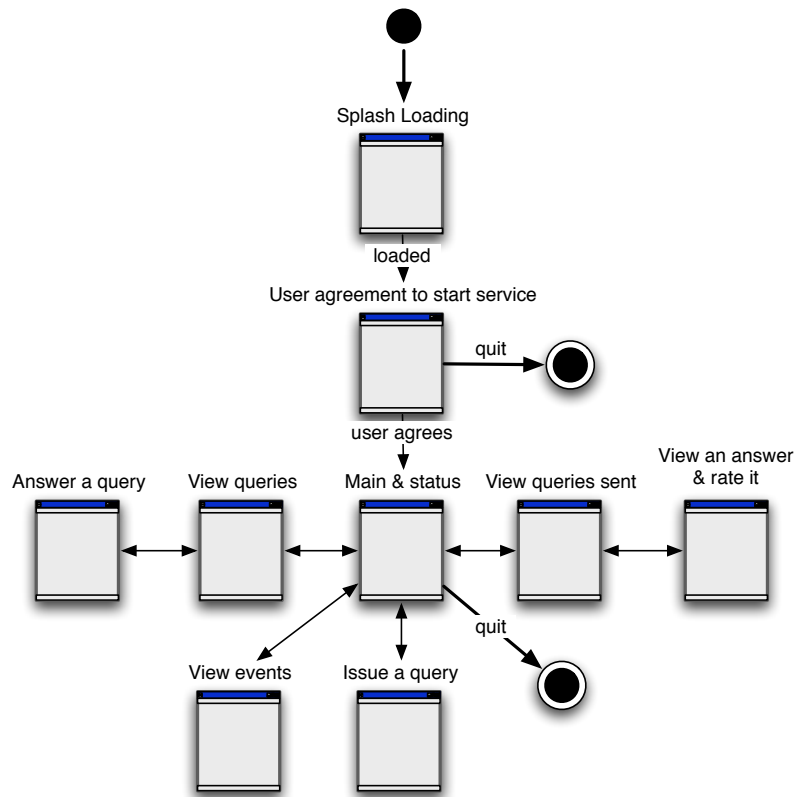 Splash Loading
loaded
User agreement to start service
quit
user agrees
Answer a query
View queries
Main & status
View queries sent
View an answer
& rate it
quit
View events
Issue a query